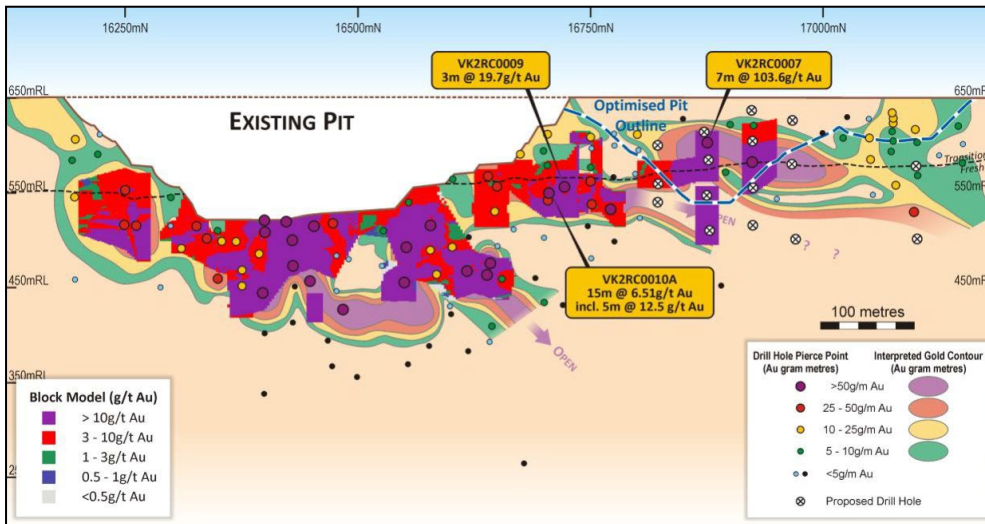 16250mN
16500mN
16750mN
17000mN
VK2RC0009
3m @ 19.7g/t Au
VK2RC0007
7m @ 103.6g/t Au
650mRL
650mR
EXISTING PIT
Optimised Pit
Outline
Transition
Fresh
550mRL
550mRL
OPEN
? ?
VK2RC0010A
15m @ 6.51g/t Au
incl. 5m @ 12.5 g/t Au
450mRL
450mRL
100 metres
OPEN
350mRL
Block Model (g/t Au)
> 10g/t Au
3 - 10g/t Au
1 - 3g/t Au
0.5 - 1g/t Au
<0.5g/t Au
Drill Hole Pierce Point
(Au gram metres)
Interpreted Gold Contour
(Au gram metres)
>50g/m Au
25 - 50g/m Au
10 - 25g/m Au
5 - 10g/m Au
<5g/m Au
Proposed Drill Hole